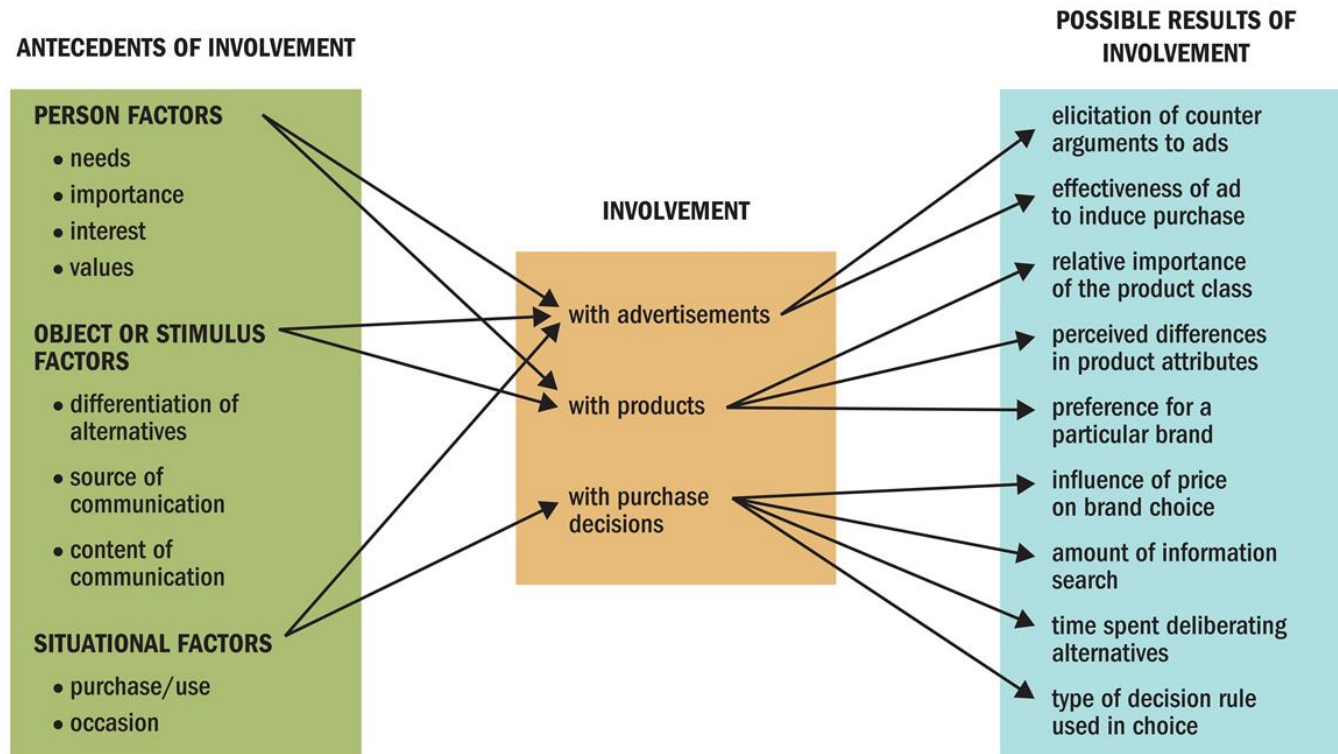 ANTECEDENTS OF INVOLVEMENT
PERSON FACTORS
• needs
• importance
• interest
• values
OBJECT OR STIMULUS
FACTORS
• differentiation of
alternatives
• source of
communication
• content of
communication
SITUATIONAL FACTORS
• purchase/use
• occasion
INVOLVEMENT
with advertisements
with products
with purchase
decisions
POSSIBLE RESULTS OF
INVOLVEMENT
elicitation of counter
arguments to ads
effectiveness of ad
to induce purchase
relative importance
of the product class
perceived differences
in product attributes
preference for a
particular brand
influence of price
on brand choice
amount of information
search
time spent deliberating
alternatives
type of decision rule
used in choice